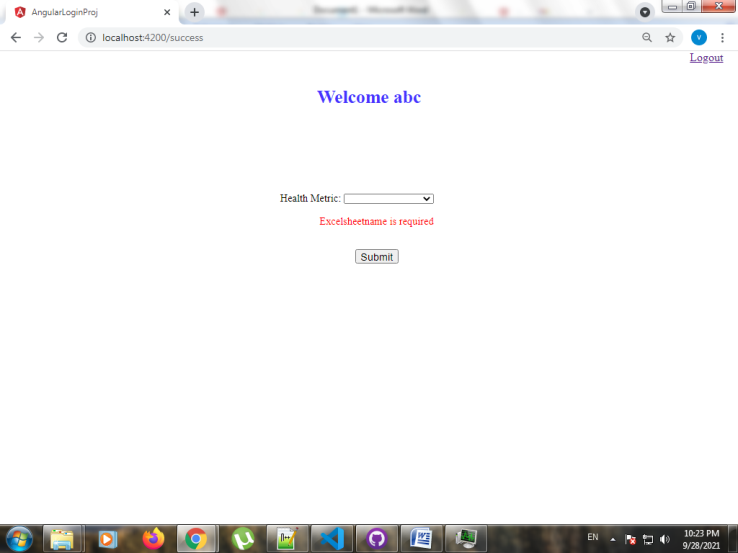 AngularLoginProj
localhost:4200/success
Logout
Welcome abc
Health Metric:
Excelsheetname is required
Submit
EN
10:23 PM
9/28/2021